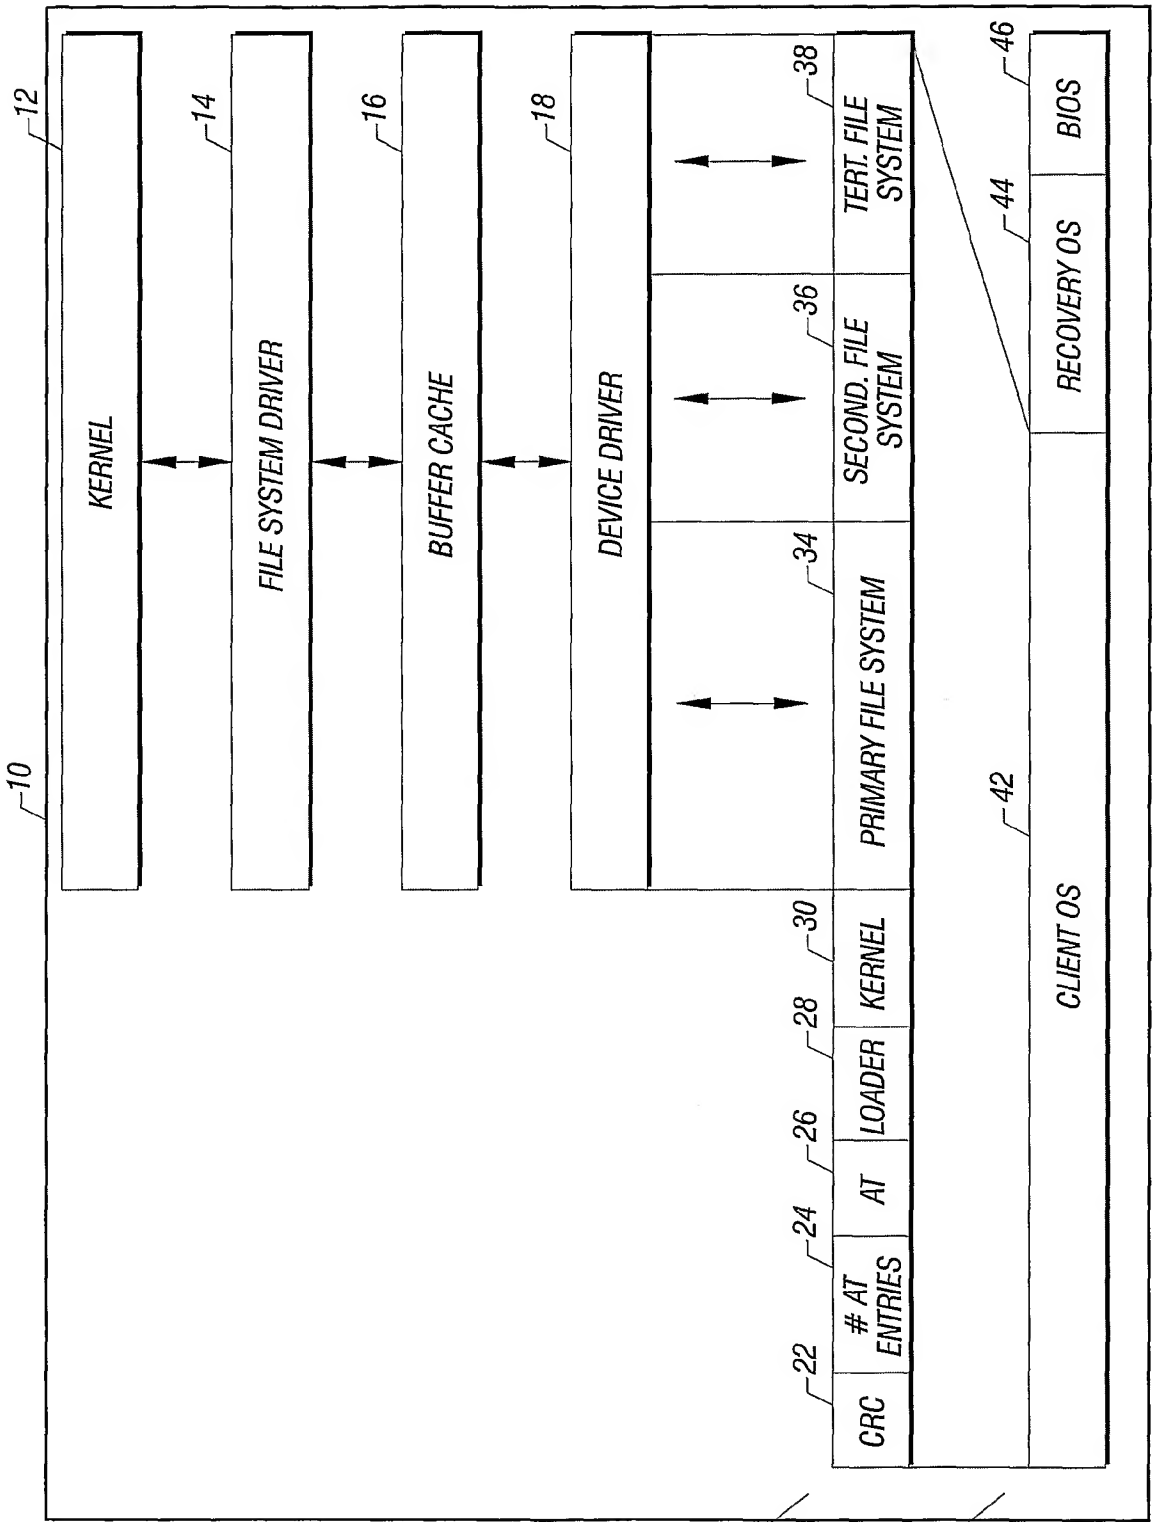 10
12
KERNEL
14
FILE SYSTEM DRIVER
16
BUFFER CACHE
18
DEVICE DRIVER
22
24
26
28
30
34
36
38
CRC
# AT
ENTRIES
AT
LOADER
KERNEL
PRIMARY FILE SYSTEM
SECOND. FILE
SYSTEM
TERT. FILE
SYSTEM
42
44
46
CLIENT OS
RECOVERY OS
BIOS